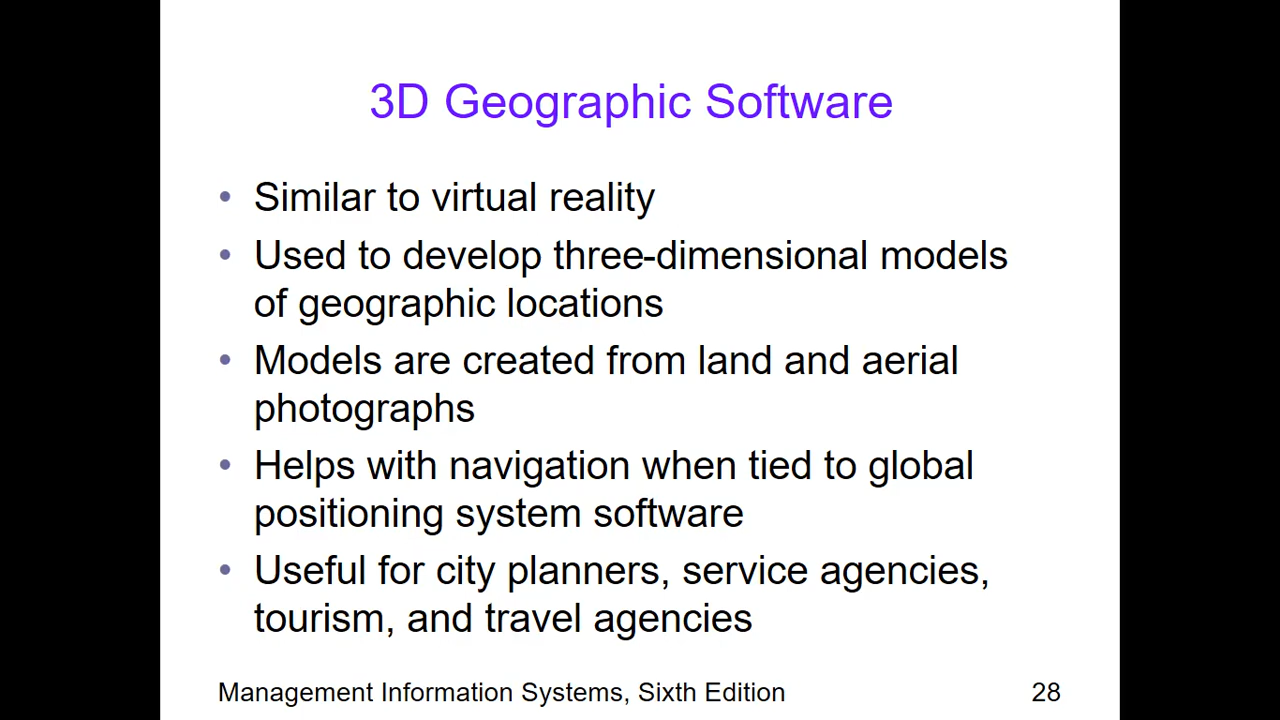 3D Geographic Software
• Similar to virtual reality
• Used to develop three-dimensional models
of geographic locations
• Models are created from land and aerial
photographs
• Helps with navigation when tied to global
positioning system software
• Useful for city planners, service agencies,
tourism, and travel agencies
Management Information Systems, Sixth Edition 28